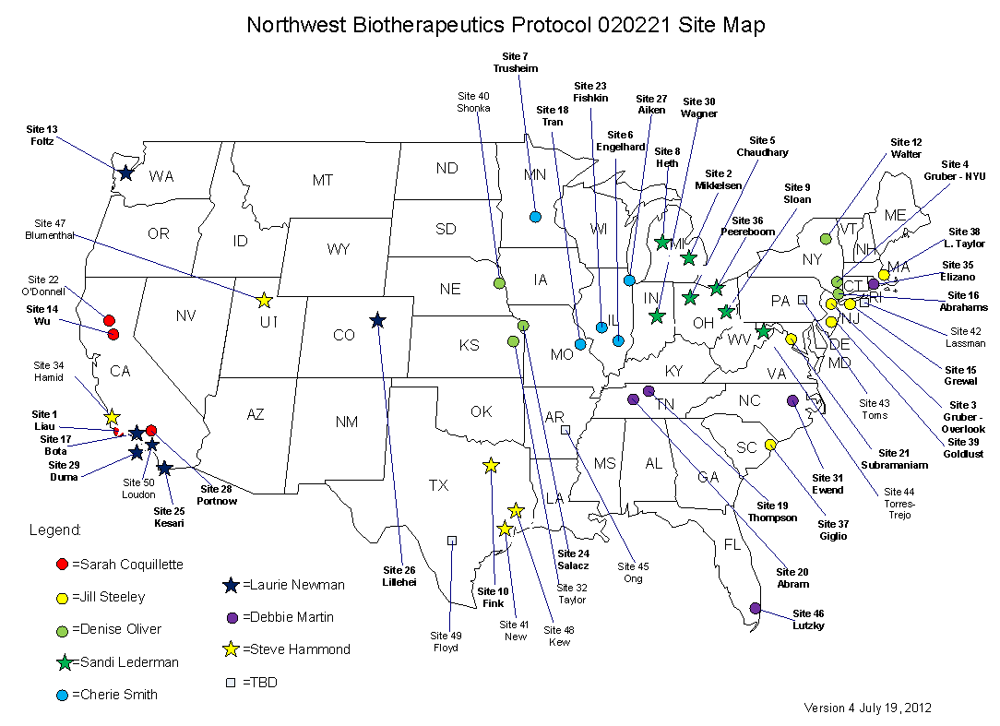 Northwest Biotherapeutics Protocol 020221 Site Map
Site 7
Trusheim
Site 40
Shonka
Site 23
Fishkin
Site 18
Tran
Site 27
Aiken
Site 30
Wagner
Site 6
Engelhard
Site 8
Heth
Site 5
Chaudhary
Site 2
Mikkelsen
Site 9
Sloan
Site 36
Peereboom
Site 12
Walter
Site 4
Gruber - NYU
Site 38
L. Taylor
Site 35
Elizano
Site 16
Abrahams
Site 42
Lassman
Site 15
Grewal
Site 3
Gruber -
Overlook
Site 39
Goldlust
Site 43
Toms
Site 21
Subramaniam
Site 44
Torres-
Trejo
Site 31
Ewend
Site 37
Giglio
Site 19
Thompson
Site 20
Abram
Site 46
Lutzky
Site 13
Foltz
Site 47
Blumenthal
Site 22
O'Donnell
Site 14
Wu
Site 34
Hamid
Site 1
Liau
Site 17
Bota
Site 29
Duma
Site 50
Loudon
Site 25
Kesari
Site 28
Portnow
Site 26
Lillehei
Site 49
Floyd
Site 10
Fink
Site 41
New
Site 48
Kew
Site 24
Salacz
Site 32
Taylor
Site 45
Ong
WA
OR
ID
MT
WY
ND
SD
NE
MN
WI
IA
MI
NV
UT
CO
KS
MO
IL
IN
OH
PA
NY
VT
NH
ME
MA
CT
RI
NJ
DE
MD
WV
VA
KY
CA
AZ
NM
OK
AR
TN
NC
SC
TX
LA
MS
AL
GA
FL
Legend:
=Sarah Coquillette
=Jill Steeley
=Denise Oliver
=Sandi Lederman
=Cherie Smith
=Laurie Newman
=Debbie Martin
=Steve Hammond
=TBD
Version 4 July 19, 2012